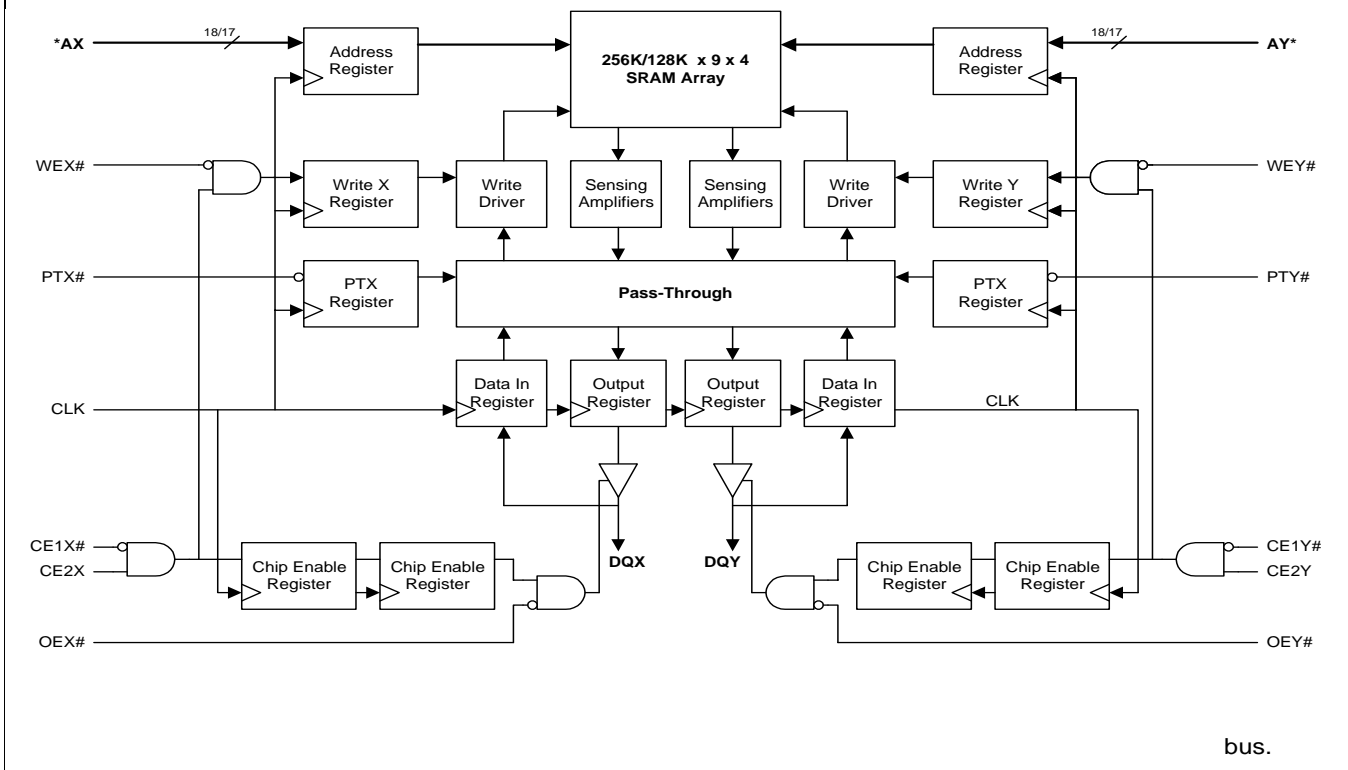 *AX
18/17
Address
Register
256K/128K x 9 x 4
SRAM Array
Address
Register
18/17
AY*
WEX#
Write X
Register
Write
Driver
Sensing
Amplifiers
Sensing
Amplifiers
Write
Driver
Write Y
Register
WEY#
PTX#
PTX
Register
Pass-Through
PTX
Register
PTY#
CLK
Data In
Register
Output
Register
Output
Register
Data In
Register
CLK
CE1X#
CE2X
Chip Enable
Register
Chip Enable
Register
DQX
DQY
Chip Enable
Register
Chip Enable
Register
CE1Y#
CE2Y
OEX#
OEY#
bus.